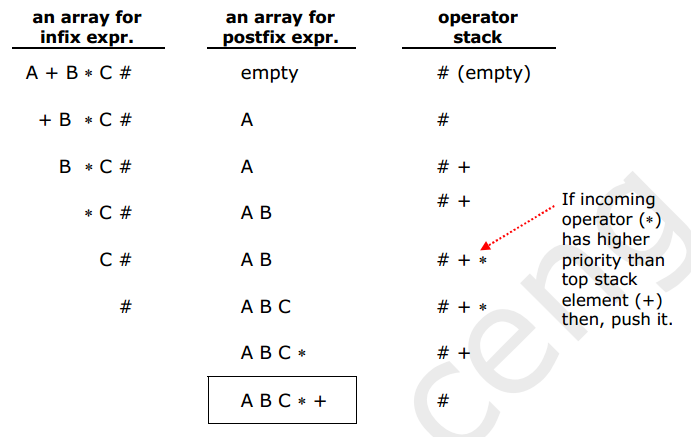 an array for an array for operator
infix expr. postfix expr. stack
A + B * C # empty # (empty)
+ B * C # A #
B * C # A # +
* C # A B # +
C # A B # + *
# A B C # + *
A B C * # +
A B C * + #
If incoming
operator (*)
has higher
priority than
top stack
element (+)
then, push it.
ceng